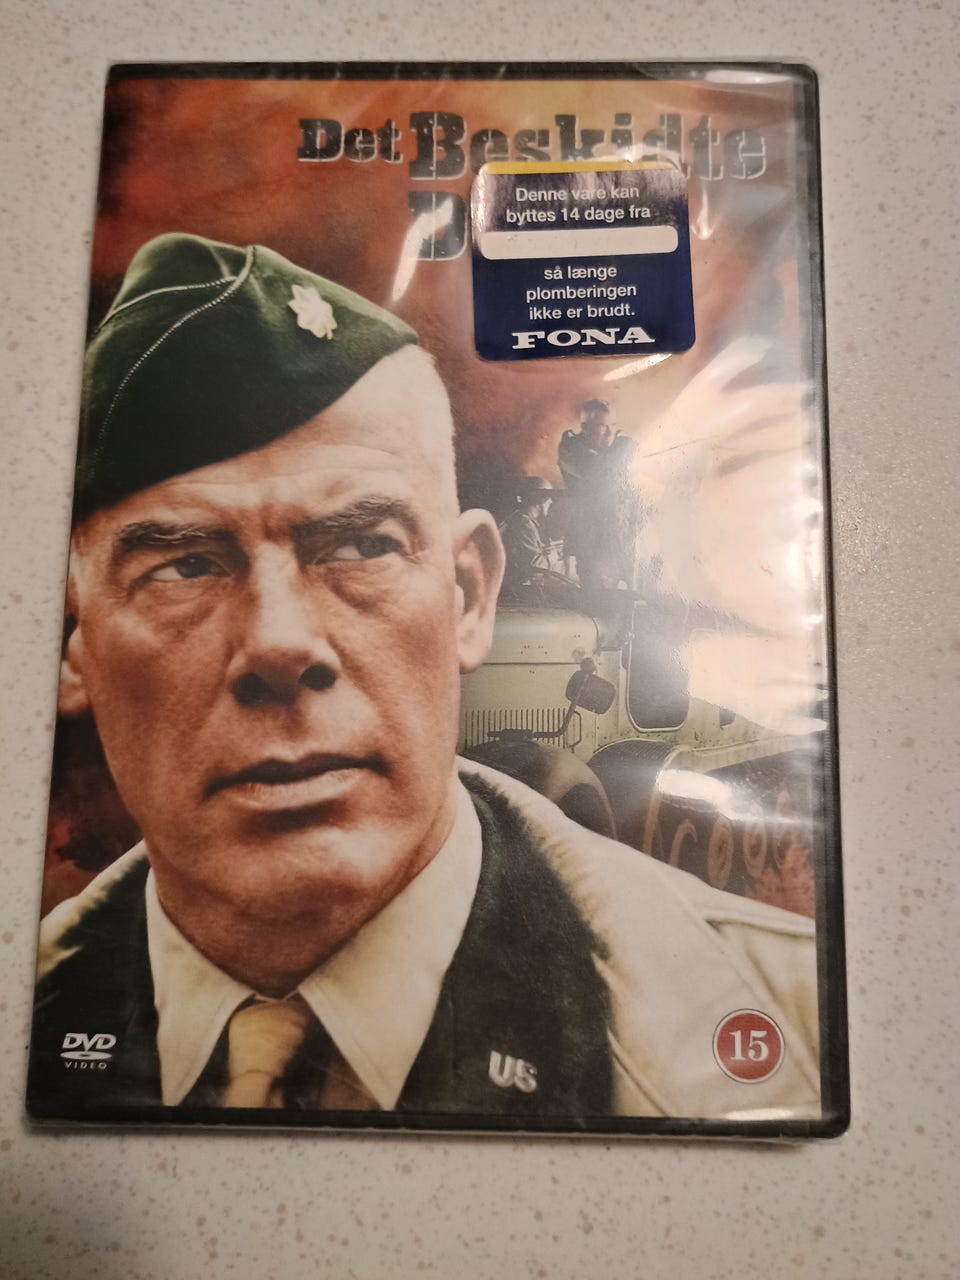 Det Beskidte
D
Denne vare kan
byttes 14 dage fra
så længe
plomberingen
ikke er brudt.
FONA
US
DVD
VIDEO
15